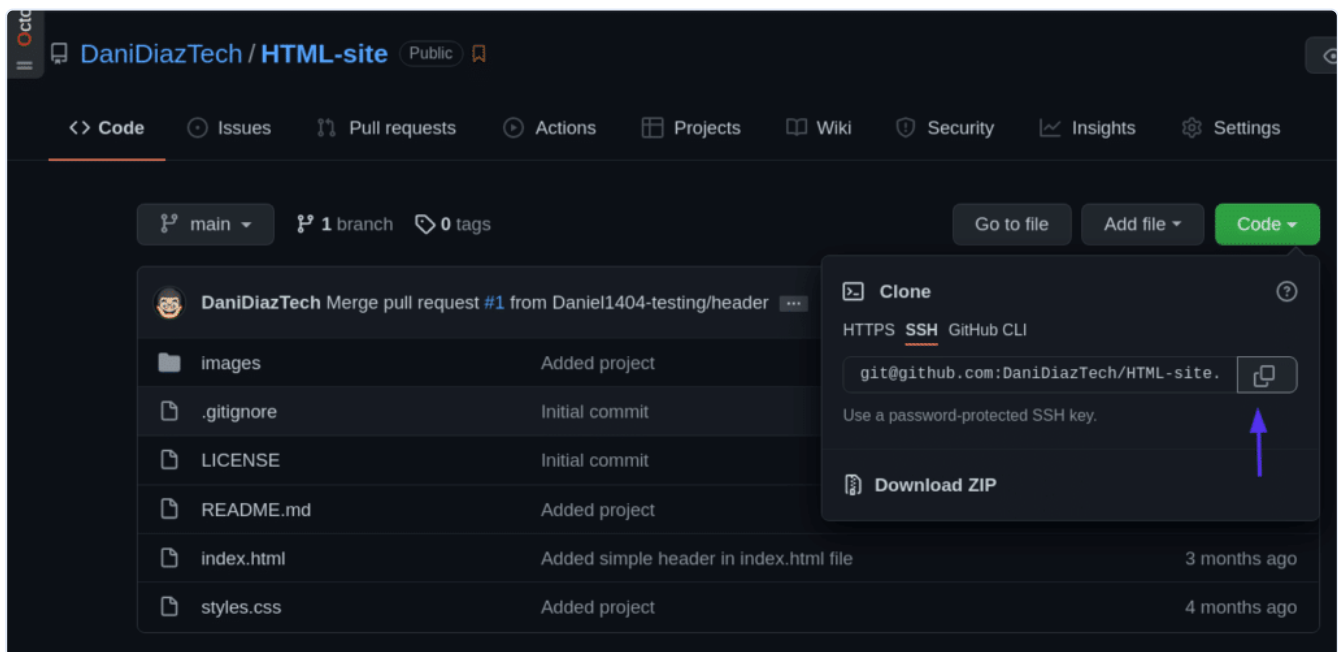 Octo
DaniDiazTech / HTML-site Public
Code Issues Pull requests Actions Projects Wiki Security Insights Settings
main 1 branch 0 tags Go to file Add file Code
DaniDiazTech Merge pull request #1 from Daniel1404-testing/header ...
images Added project
.gitignore Initial commit
LICENSE Initial commit
README.md Added project
index.html Added simple header in index.html file 3 months ago
styles.css Added project 4 months ago
Clone
HTTPS SSH GitHub CLI
git@github.com:DaniDiazTech/HTML-site.
Use a password-protected SSH key.
Download ZIP